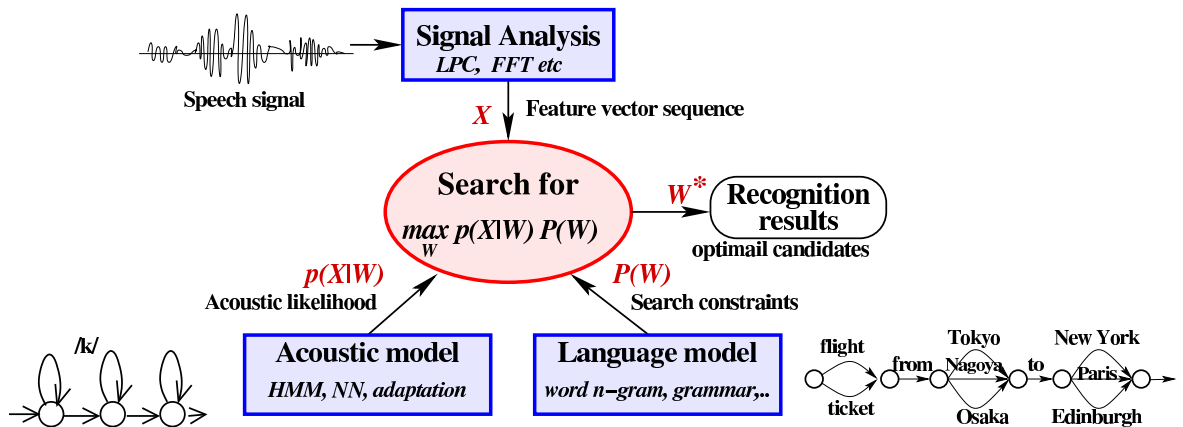 Signal Analysis
LPC, FFT etc
Speech signal
X
Feature vector sequence
Search for
max p(X|W) P(W)
W
W*
Recognition
results
optimail candidates
p(X|W)
Acoustic likelihood
P(W)
Search constraints
/k/
Acoustic model
HMM, NN, adaptation
Language model
word n-gram, grammar,..
flight
ticket
from
Tokyo
Nagoya
Osaka
to
New York
Paris
Edinburgh